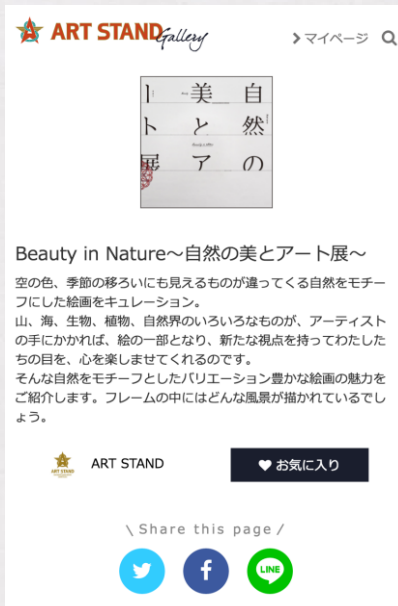 ART STAND Gallery
マイページ
自然の
美とア
ート展
Beauty in Nature〜自然の美とアート展〜
空の色、季節の移ろいにも見えるものが違ってくる自然をモチー
フにした絵画をキュレーション。
山、海、生物、植物、自然界のいろいろなものが、アーティスト
の手にかかれば、絵の一部となり、新たな視点を持ってわたした
ちの目を、心を楽しませてくれるのです。
そんな自然をモチーフとしたバリエーション豊かな絵画の魅力を
ご紹介します。フレームの中にはどんな風景が描かれているでし
ょう。
ART STAND
ART STAND
お気に入り
\ Share this page /
LINE